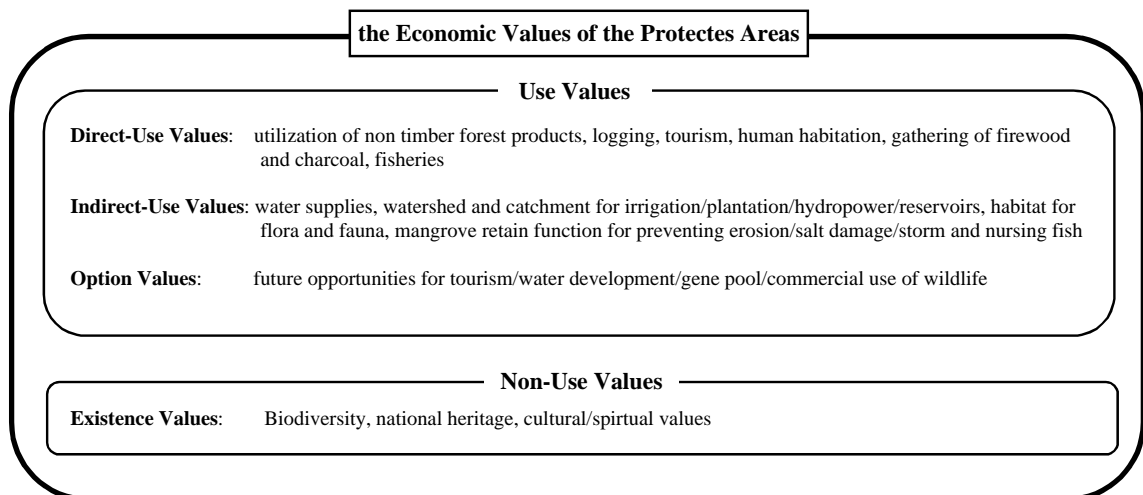 the Economic Values of the Protectes Areas
Use Values
Direct-Use Values: utilization of non timber forest products, logging, tourism, human habitation, gathering of firewood
and charcoal, fisheries
Indirect-Use Values: water supplies, watershed and catchment for irrigation/plantation/hydropower/reservoirs, habitat for
flora and fauna, mangrove retain function for preventing erosion/salt damage/storm and nursing fish
Option Values: future opportunities for tourism/water development/gene pool/commercial use of wildlife
Non-Use Values
Existence Values: Biodiversity, national heritage, cultural/spirtual values